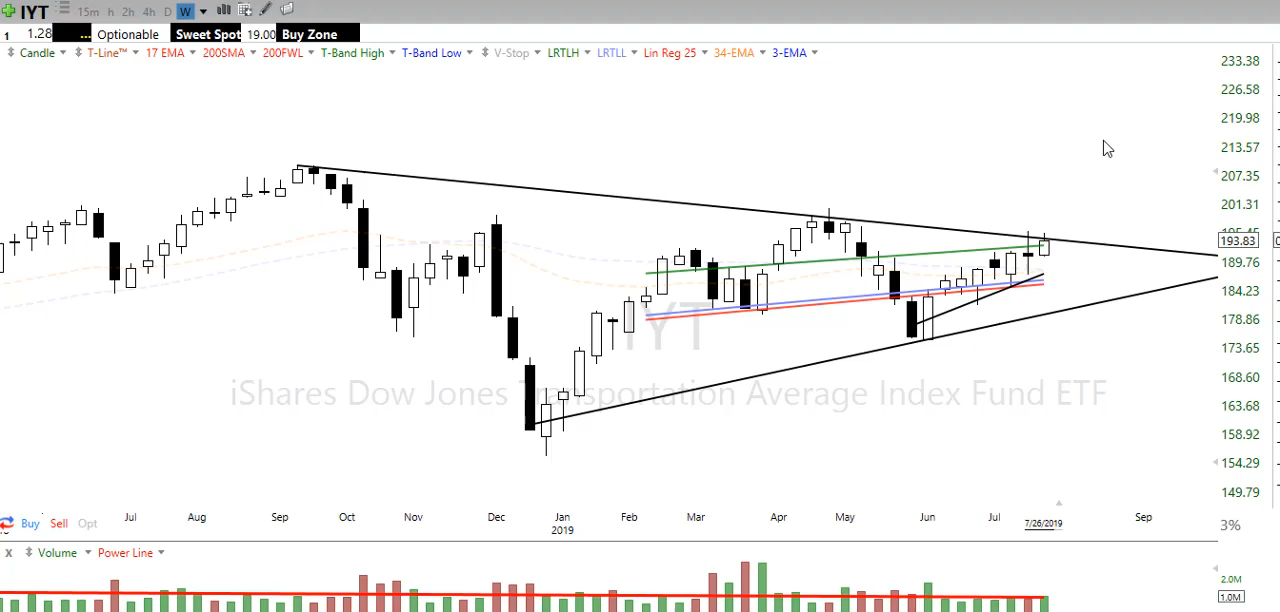 IYT 15m h 2h 4h D W
1 1.28 ... Optionable Sweet Spot 19.00 Buy Zone
Candle T-Line™ 17 EMA 200SMA 200FWL T-Band High T-Band Low V-Stop LRTLH LRTLL Lin Reg 25 34-EMA 3-EMA
233.38
226.58
219.98
213.57
207.35
201.31
193.83
189.76
184.23
178.86
173.65
168.60
163.68
158.92
154.29
149.79
IYT
iShares Dow Jones Transportation Average Index Fund ETF
Jul Aug Sep Oct Nov Dec Jan Feb Mar Apr May Jun Jul 7/26/2019 Sep
2019
Buy Sell Opt
3%
X Volume Power Line
2.0M
1.0M